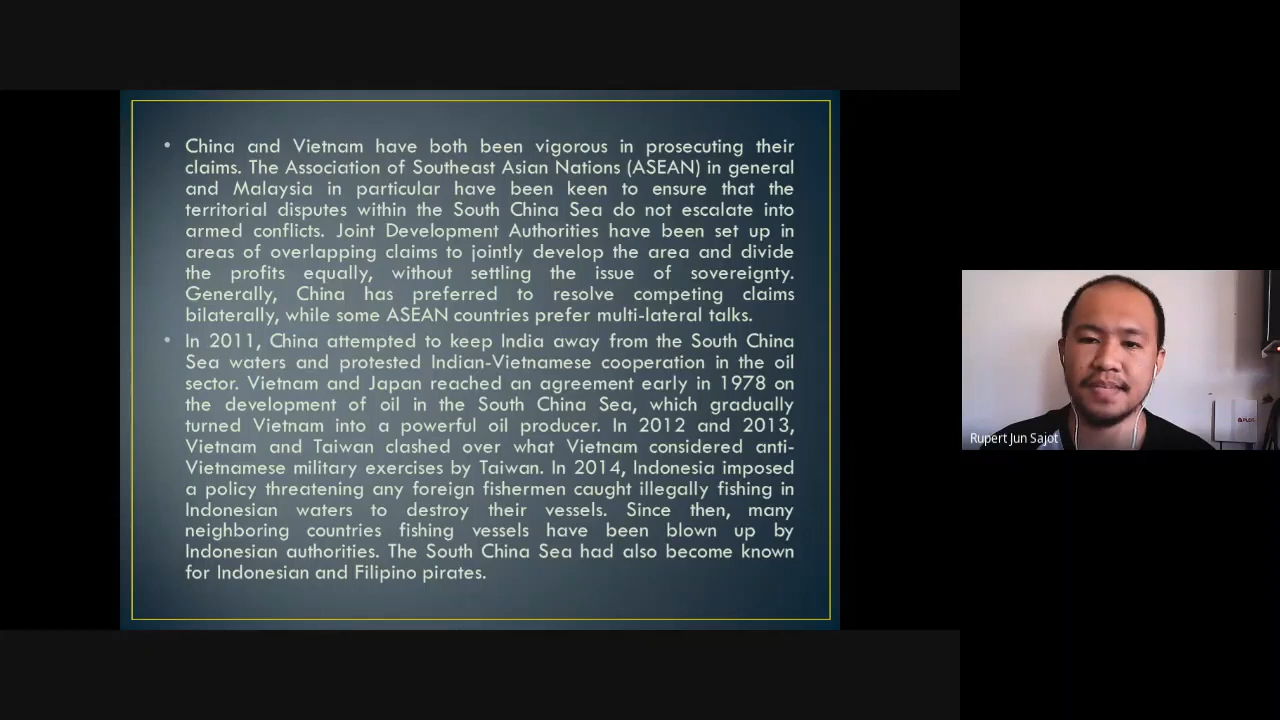 • China and Vietnam have both been vigorous in prosecuting their
claims. The Association of Southeast Asian Nations (ASEAN) in general
and Malaysia in particular have been keen to ensure that the
territorial disputes within the South China Sea do not escalate into
armed conflicts. Joint Development Authorities have been set up in
areas of overlapping claims to jointly develop the area and divide
the profits equally, without settling the issue of sovereignty.
Generally, China has preferred to resolve competing claims
bilaterally, while some ASEAN countries prefer multi-lateral talks.
• In 2011, China attempted to keep India away from the South China
Sea waters and protested Indian-Vietnamese cooperation in the oil
sector. Vietnam and Japan reached an agreement early in 1978 on
the development of oil in the South China Sea, which gradually
turned Vietnam into a powerful oil producer. In 2012 and 2013,
Vietnam and Taiwan clashed over what Vietnam considered anti-
Vietnamese military exercises by Taiwan. In 2014, Indonesia imposed
a policy threatening any foreign fishermen caught illegally fishing in
Indonesian waters to destroy their vessels. Since then, many
neighboring countries fishing vessels have been blown up by
Indonesian authorities. The South China Sea had also become known
for Indonesian and Filipino pirates.
Rupert Jun Sajot